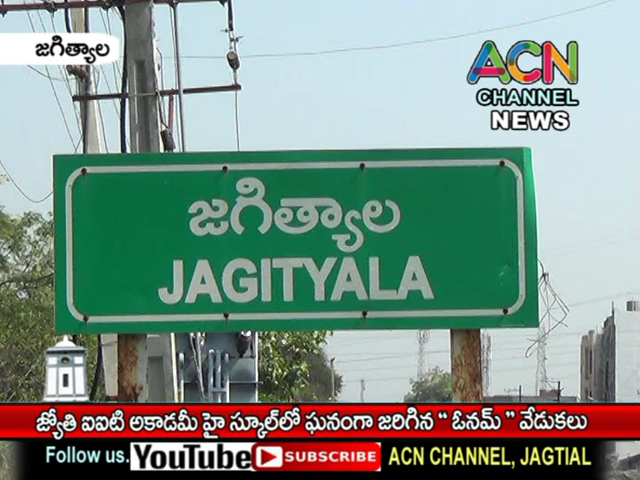 జగిత్యాల
ACN
CHANNEL
NEWS
జగిత్యాల
JAGITYALA
జ్యోతి ఐఐటి అకాడమీ హై స్కూల్‌లో ఘనంగా జరిగిన “ ఓనమ్ ” వేడుకలు
Follow us. YouTube SUBSCRIBE ACN CHANNEL, JAGTIAL